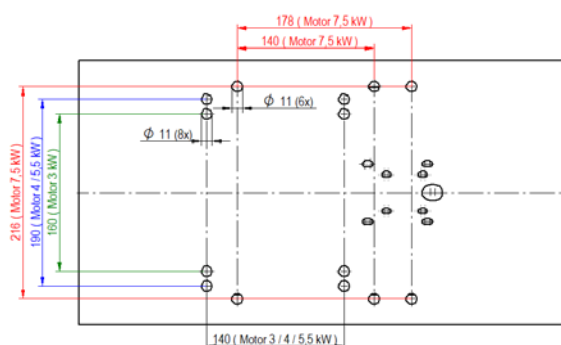 178 ( Motor 7,5 kW)
140 ( Motor 7,5 kW)
ϕ 11 (6x)
ϕ 11 (8x)
216 ( Motor 7,5 kW)
190 ( Motor 4 / 5,5 kW)
160 ( Motor 3 kW)
140 ( Motor 3 / 4 / 5,5 kW)